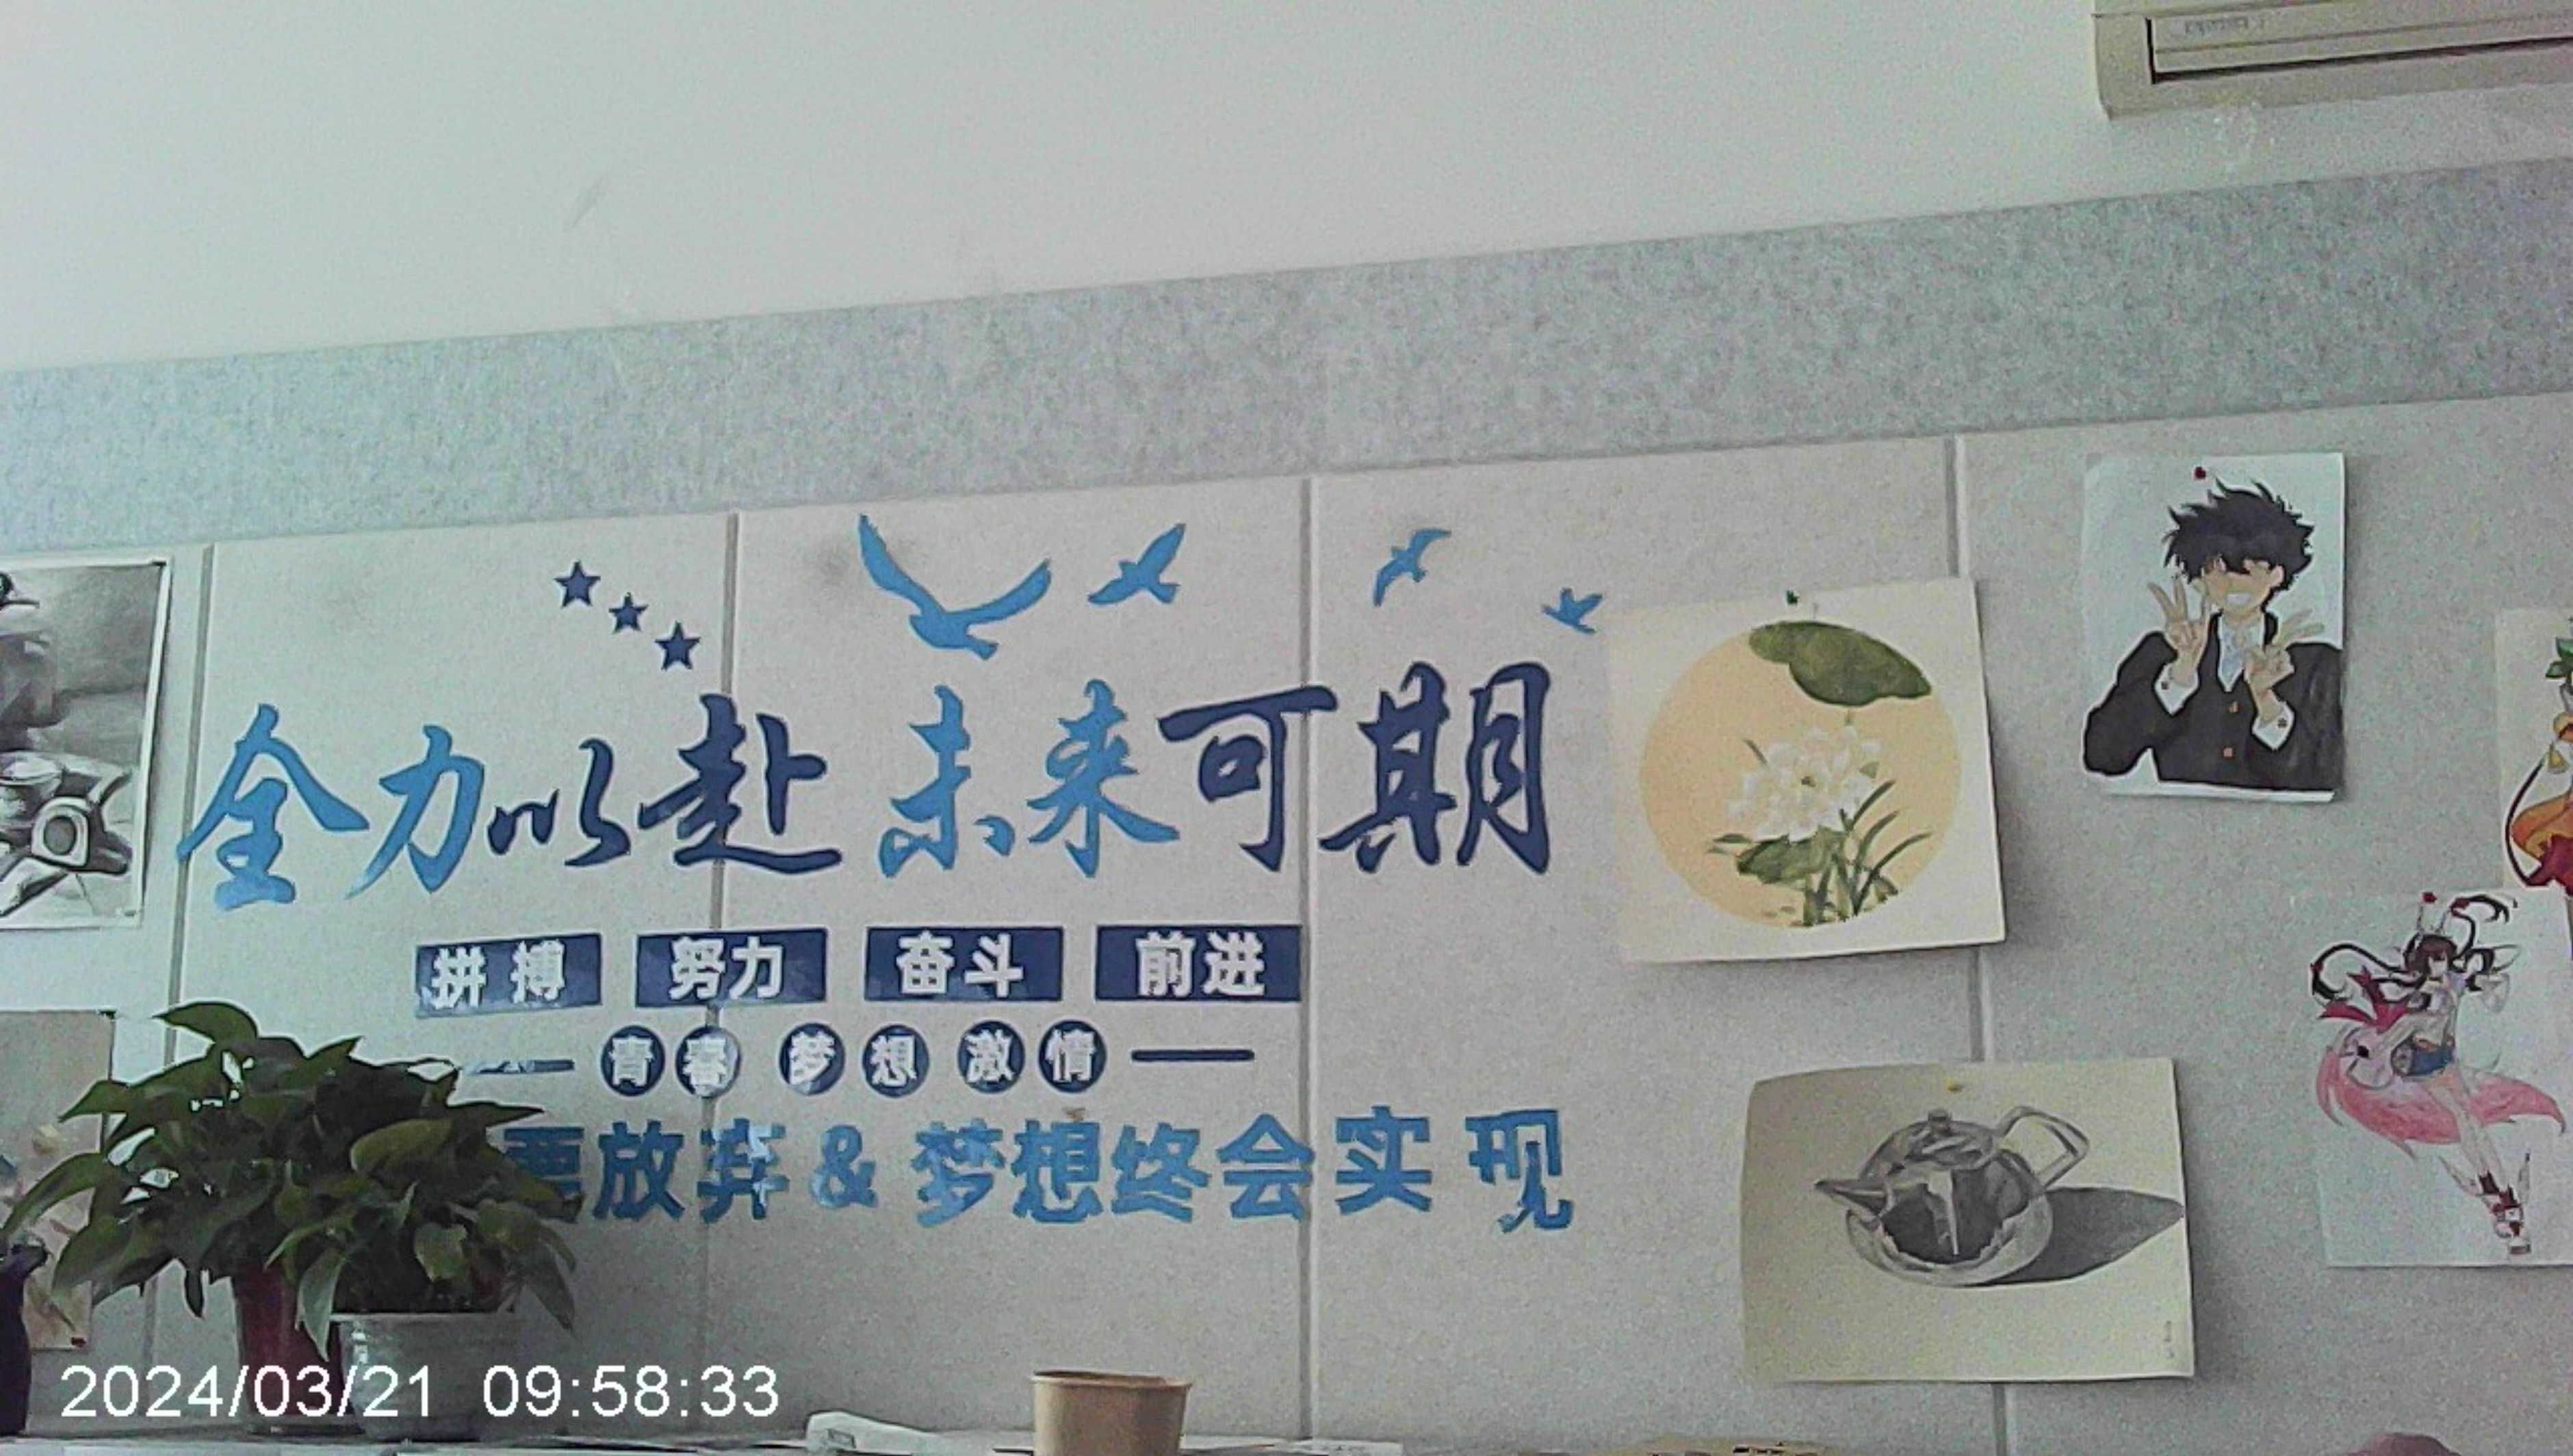 全力以赴 未来可期
拼搏 努力 奋斗 前进
青春 梦想 激情
要放弃&梦想终会实现
2024/03/21 09:58:33